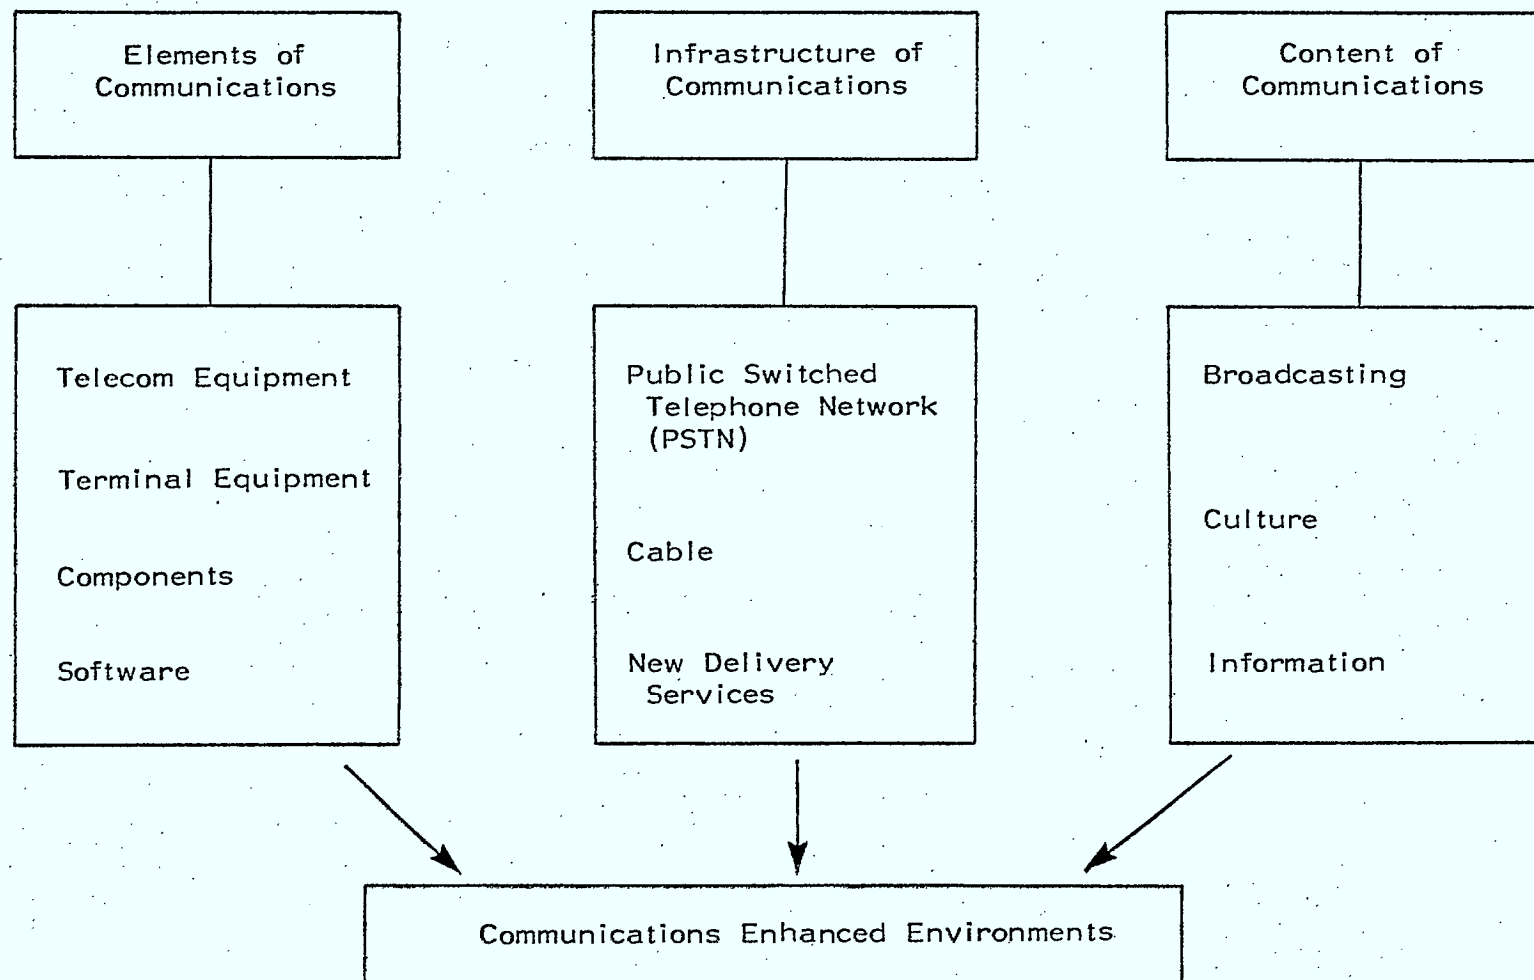 Elements of
Communications
Infrastructure of
Communications
Content of
Communications
Telecom Equipment
Terminal Equipment
Components
Software
Public Switched
Telephone Network
(PSTN)
Cable
New Delivery
Services
Broadcasting
Culture
Information
Communications Enhanced Environments